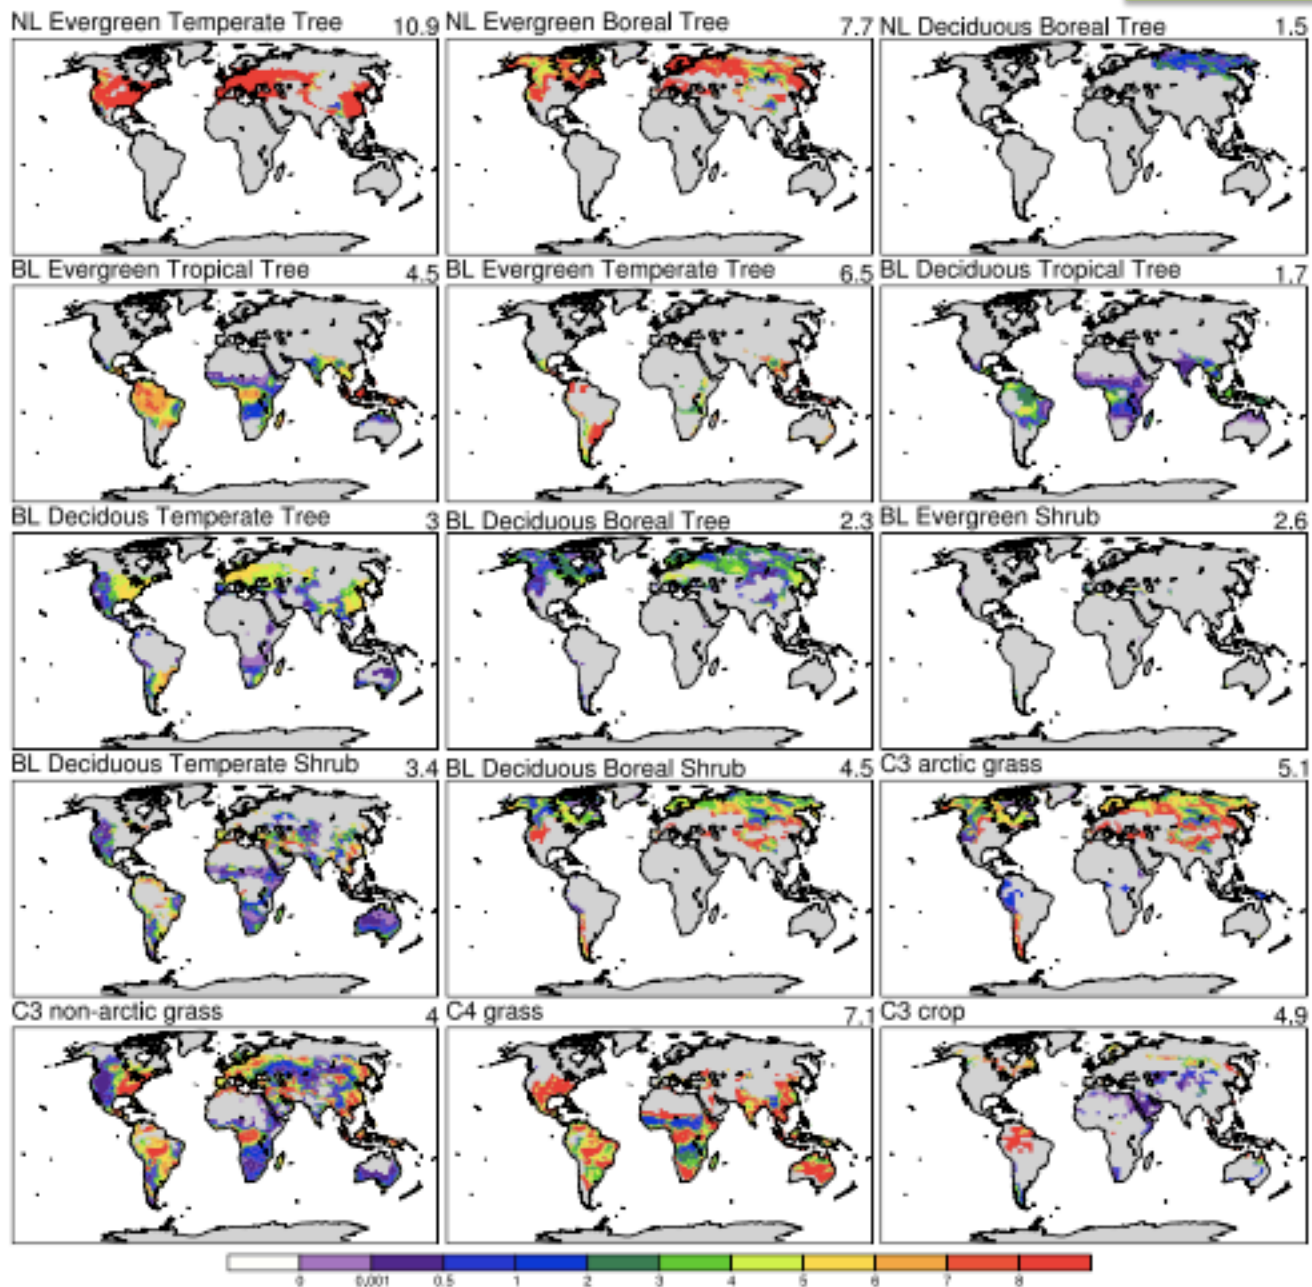 NL Evergreen Temperate Tree 10.9
NL Evergreen Boreal Tree 7.7
NL Deciduous Boreal Tree 1.5
BL Evergreen Tropical Tree 4.5
BL Evergreen Temperate Tree 6.5
BL Deciduous Tropical Tree 1.7
BL Decidous Temperate Tree 3
BL Deciduous Boreal Tree 2.3
BL Evergreen Shrub 2.6
BL Deciduous Temperate Shrub 3.4
BL Deciduous Boreal Shrub 4.5
C3 arctic grass 5.1
C3 non-arctic grass 4
C4 grass 7.1
C3 crop 4.9
0 0.001 0.5 1 2 3 4 5 6 7 8